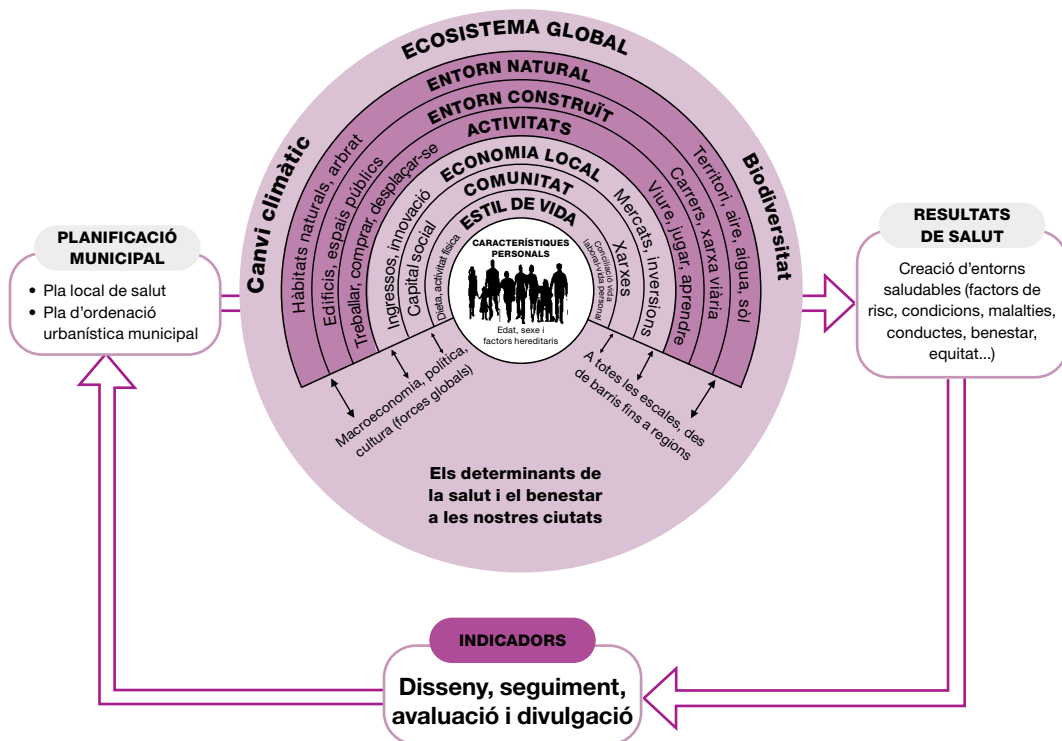 ECOSISTEMA GLOBAL
Canvi climàtic
Biodiversitat
ENTORN NATURAL
Hàbitats naturals, arbrat
Territori, aire, aigua, sòl
ENTORN CONSTRUÏT
Edificis, espais públics
Carrers, xarxa viària
ACTIVITATS
Treballar, comprar, desplaçar-se
Viure, jugar, aprendre
ECONOMIA LOCAL
Ingressos, innovació
Mercats, inversions
COMUNITAT
Capital social
Xarxes
ESTIL DE VIDA
Dieta, activitat física
Conciliació vida
laboral-vida personal
CARACTERÍSTIQUES
PERSONALS
Edat, sexe i
factors hereditaris
Macroeconomia, política,
cultura (forces globals)
A totes les escales, des
de barris fins a regions
Els determinants de
la salut i el benestar
a les nostres ciutats
PLANIFICACIÓ
MUNICIPAL
• Pla local de salut
• Pla d'ordenació
urbanística municipal
RESULTATS
DE SALUT
Creació d'entorns
saludables (factors de
risc, condicions, malalties,
conductes, benestar,
equitat...)
INDICADORS
Disseny, seguiment,
avaluació i divulgació